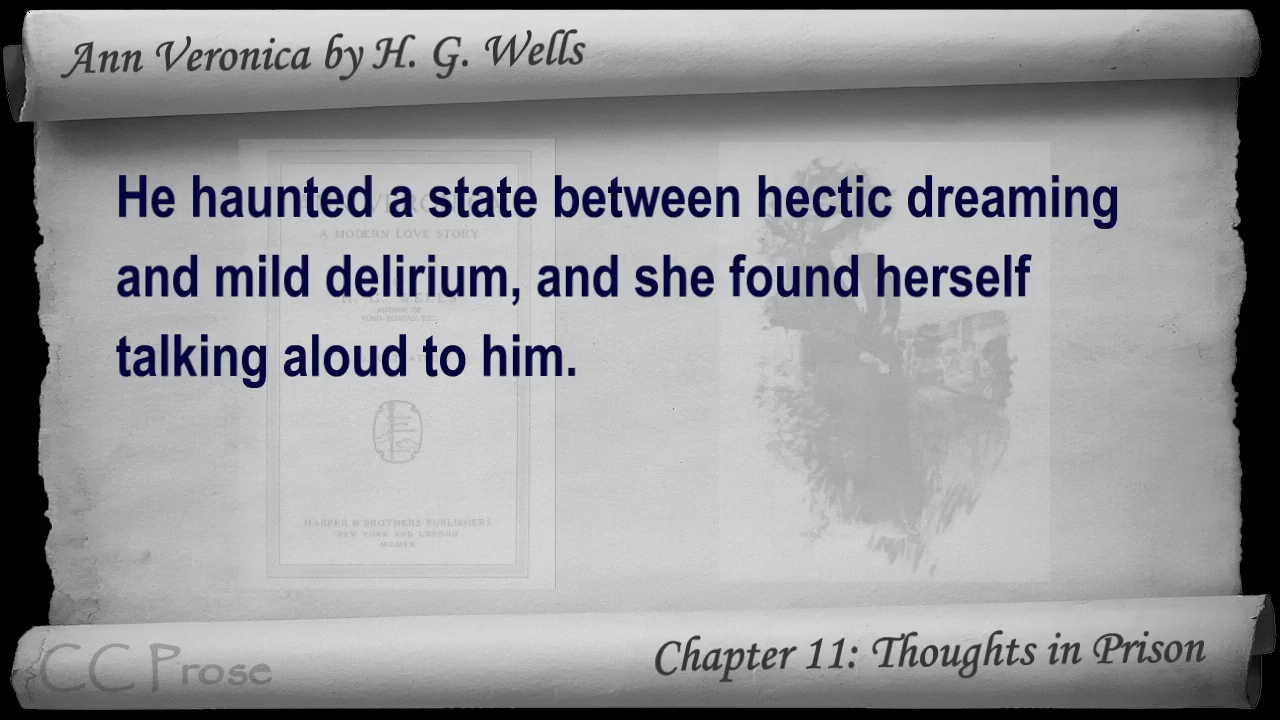 Ann Veronica by H. G. Wells
He haunted a state between hectic dreaming
and mild delirium, and she found herself
talking aloud to him.
A MODERN LOVE STORY
HARPER & BROTHERS PUBLISHERS
NEW YORK AND LONDON
MCMIX
Chapter 11: Thoughts in Prison
CC Prose